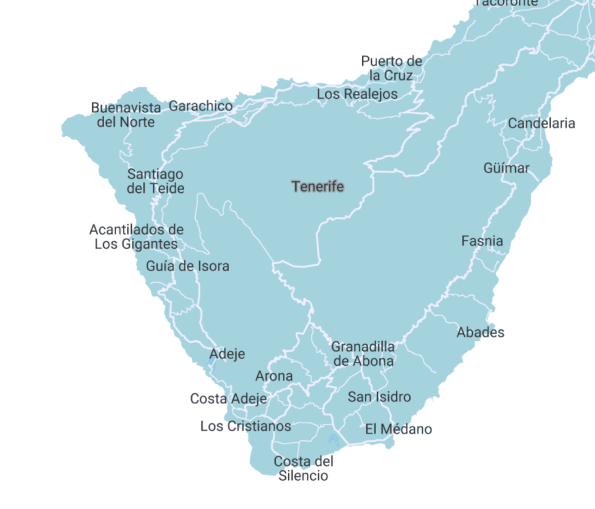 Tacoronte
Puerto de
la Cruz
Los Realejos
Buenavista
del Norte
Garachico
Candelaria
Güímar
Santiago
del Teide
Tenerife
Acantilados de
Los Gigantes
Fasnia
Guía de Isora
Abades
Granadilla
de Abona
Adeje
Arona
San Isidro
Costa Adeje
Los Cristianos
El Médano
Costa del
Silencio